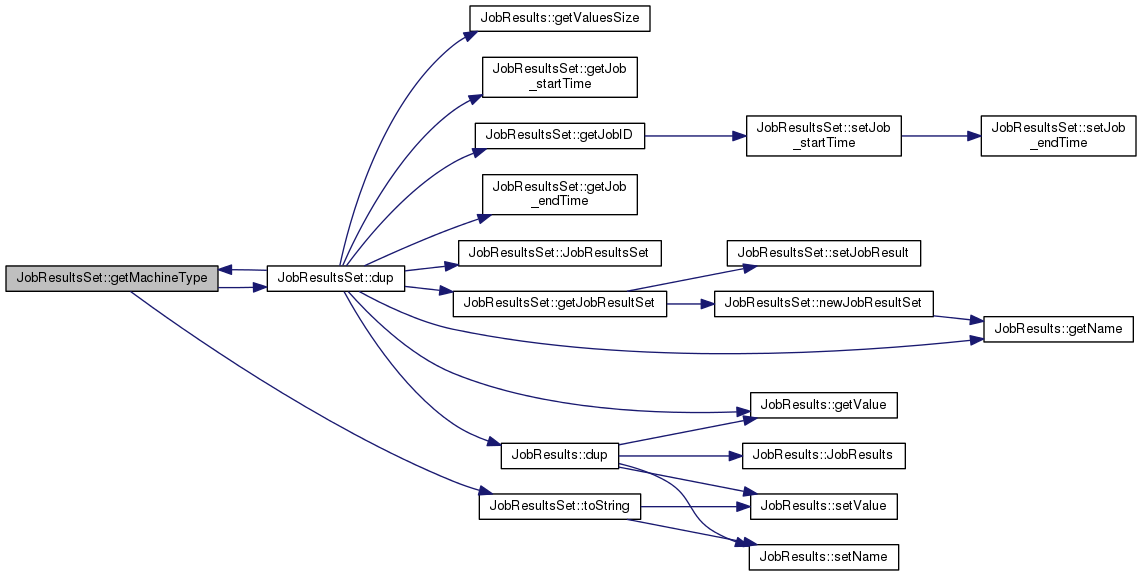 JobResults::getValuesSize
JobResultsSet::getJob
_startTime
JobResultsSet::getJobID
JobResultsSet::setJob
_startTime
JobResultsSet::setJob
_endTime
JobResultsSet::getJob
_endTime
JobResultsSet::JobResultsSet
JobResultsSet::setJobResult
JobResultsSet::getMachineType
JobResultsSet::dup
JobResultsSet::getJobResultSet
JobResultsSet::newJobResultSet
JobResults::getName
JobResults::getValue
JobResults::dup
JobResults::JobResults
JobResultsSet::toString
JobResults::setValue
JobResults::setName